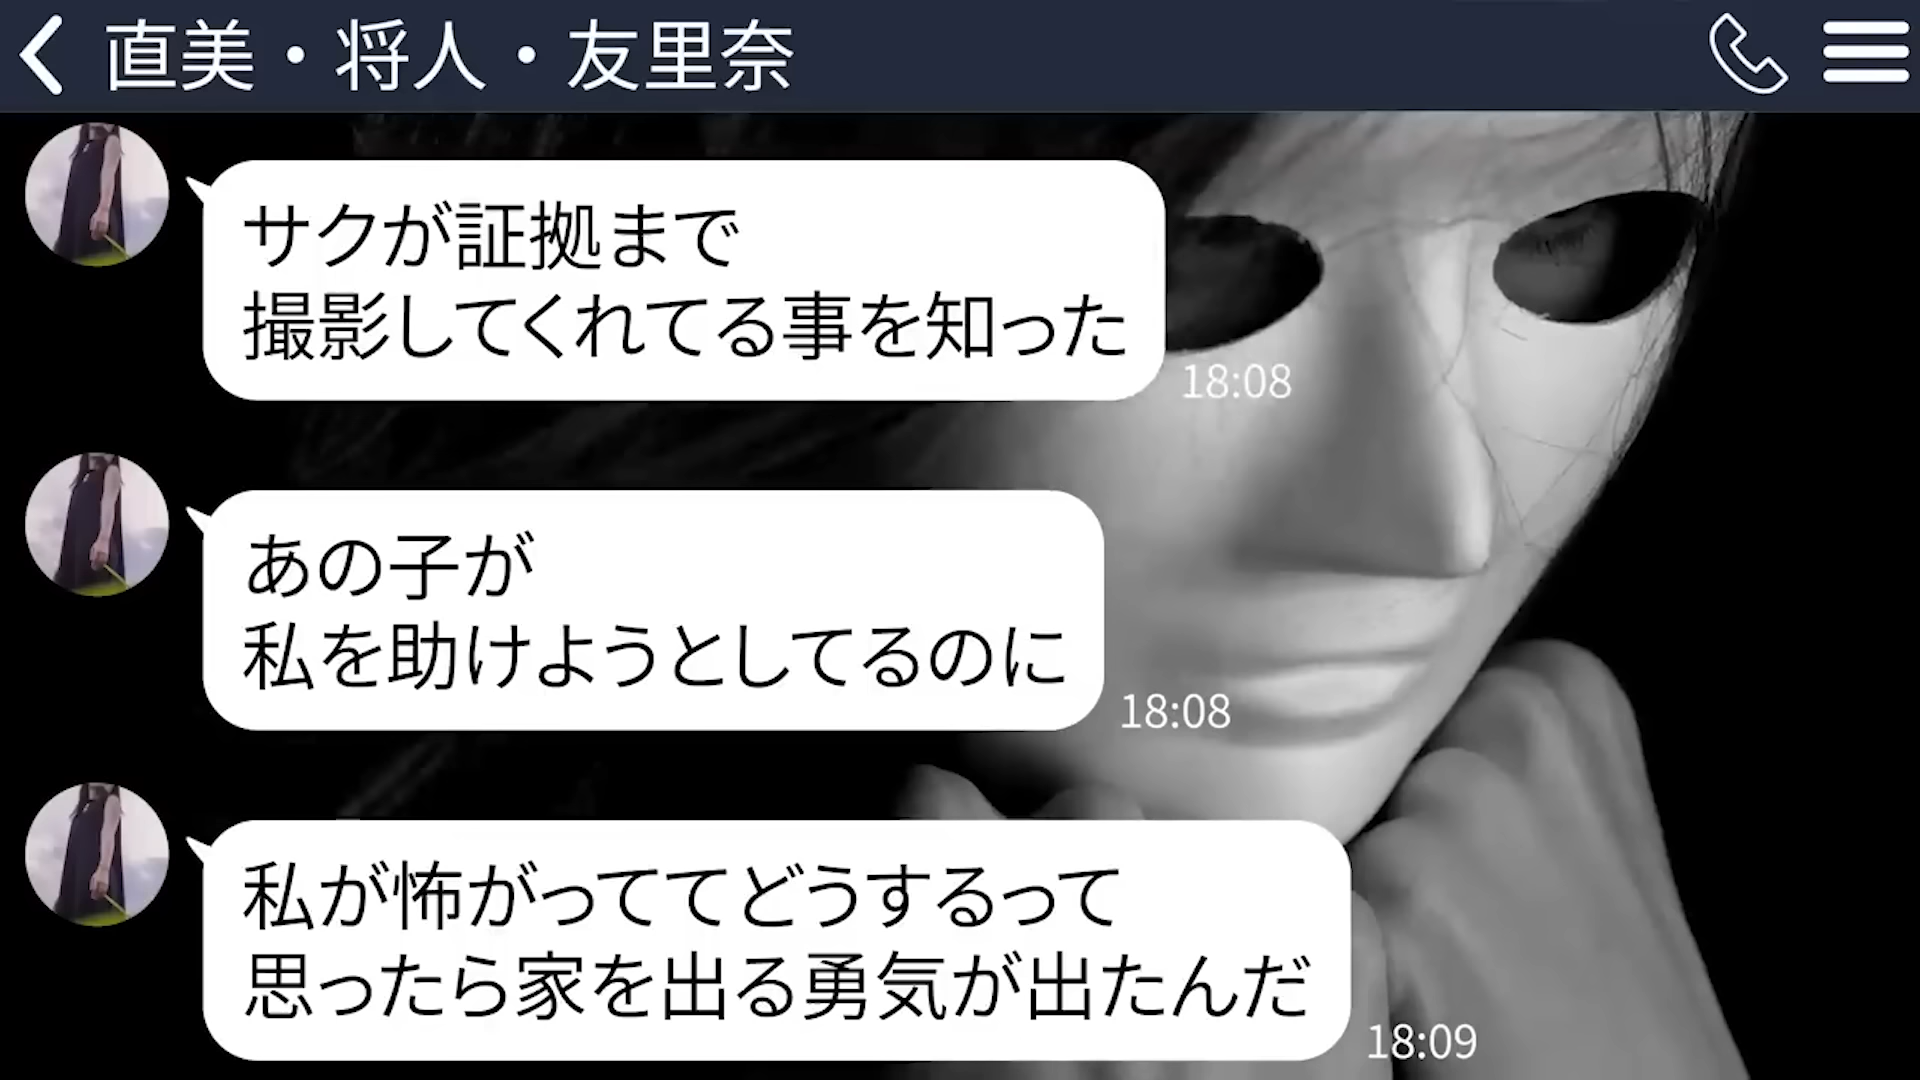 直美・将人・友里奈
サクが証拠まで
撮影してくれてる事を知った
18:08
あの子が
私を助けようとしてるのに
18:08
私が怖がっててどうするって
思ったら家を出る勇気が出たんだ
18:09